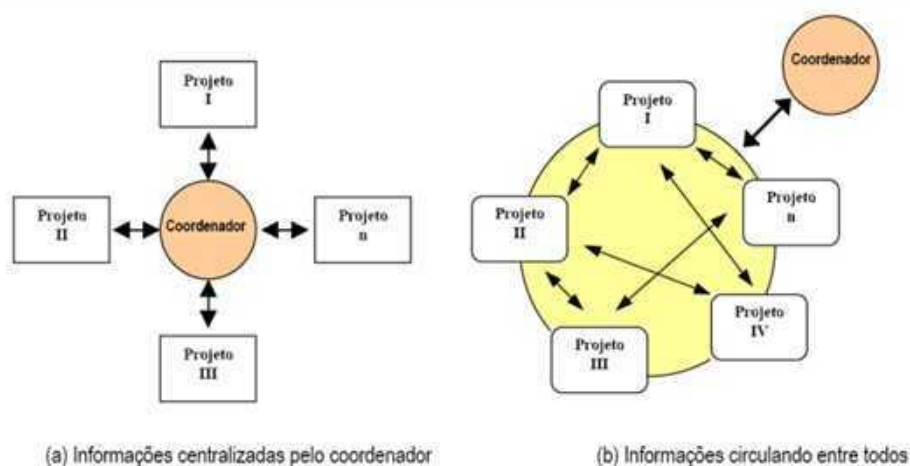 Projeto
I
Projeto
II
Coordenador
Projeto
n
Projeto
III
(a) Informações centralizadas pelo coordenador
Coordenador
Projeto
I
Projeto
II
Projeto
n
Projeto
III
Projeto
IV
(b) Informações circulando entre todos